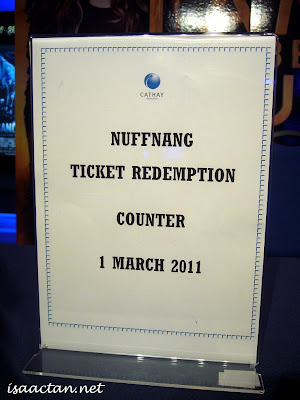 CATHAY
NUFFNANG
TICKET REDEMPTION
COUNTER
1 MARCH 2011
isaactan.net